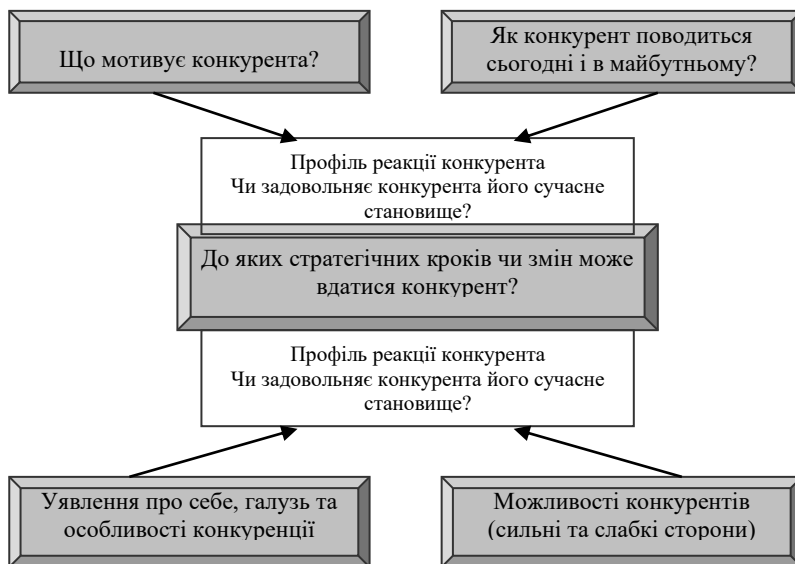 Що мотивує конкурента?
Як конкурент поводиться
сьогодні і в майбутньому?
Профіль реакції конкурента
Чи задовольняє конкурента його сучасне
становище?
До яких стратегічних кроків чи змін може
вдатися конкурент?
Профіль реакції конкурента
Чи задовольняє конкурента його сучасне
становище?
Уявлення про себе, галузь та
особливості конкуренції
Можливості конкурентів
(сильні та слабкі сторони)